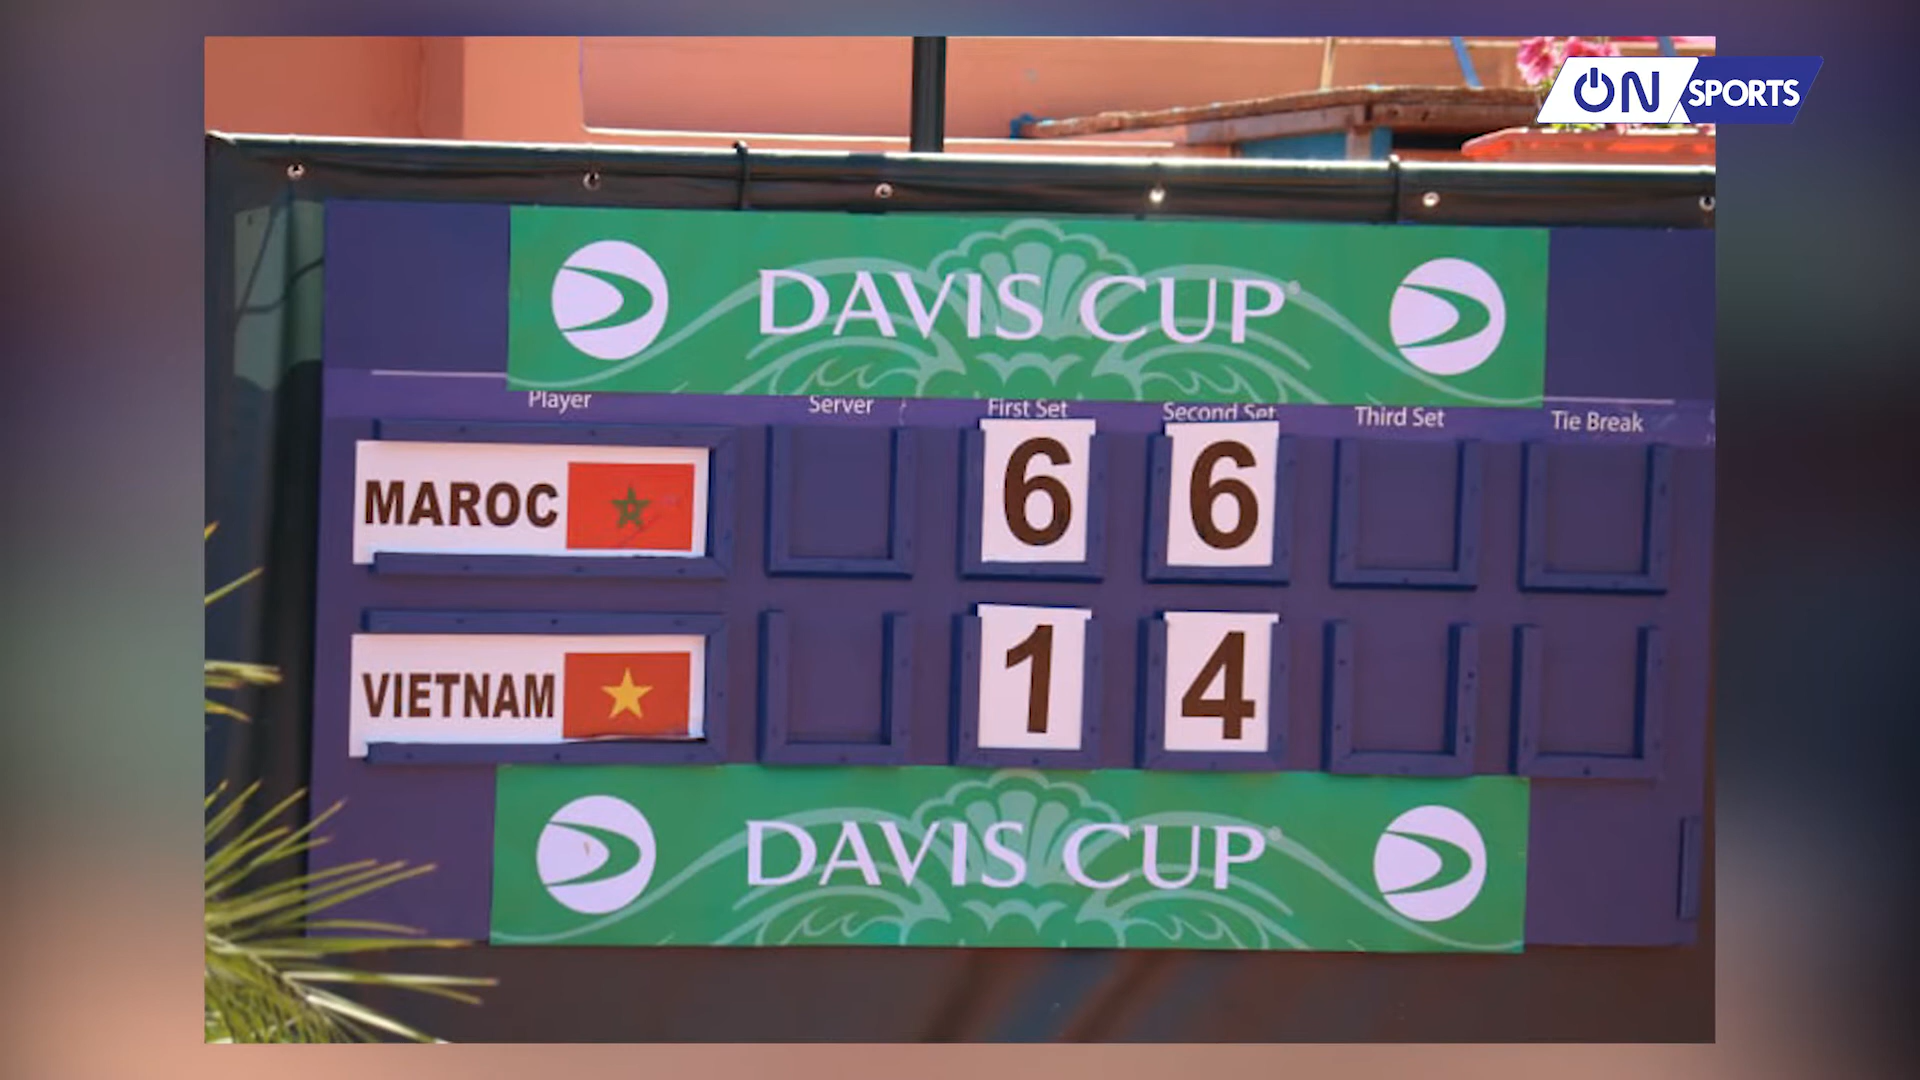 ON SPORTS
DAVIS CUP
Player Server First Set Second Set Third Set Tie Break
MAROC 6 6
VIETNAM 1 4
DAVIS CUP